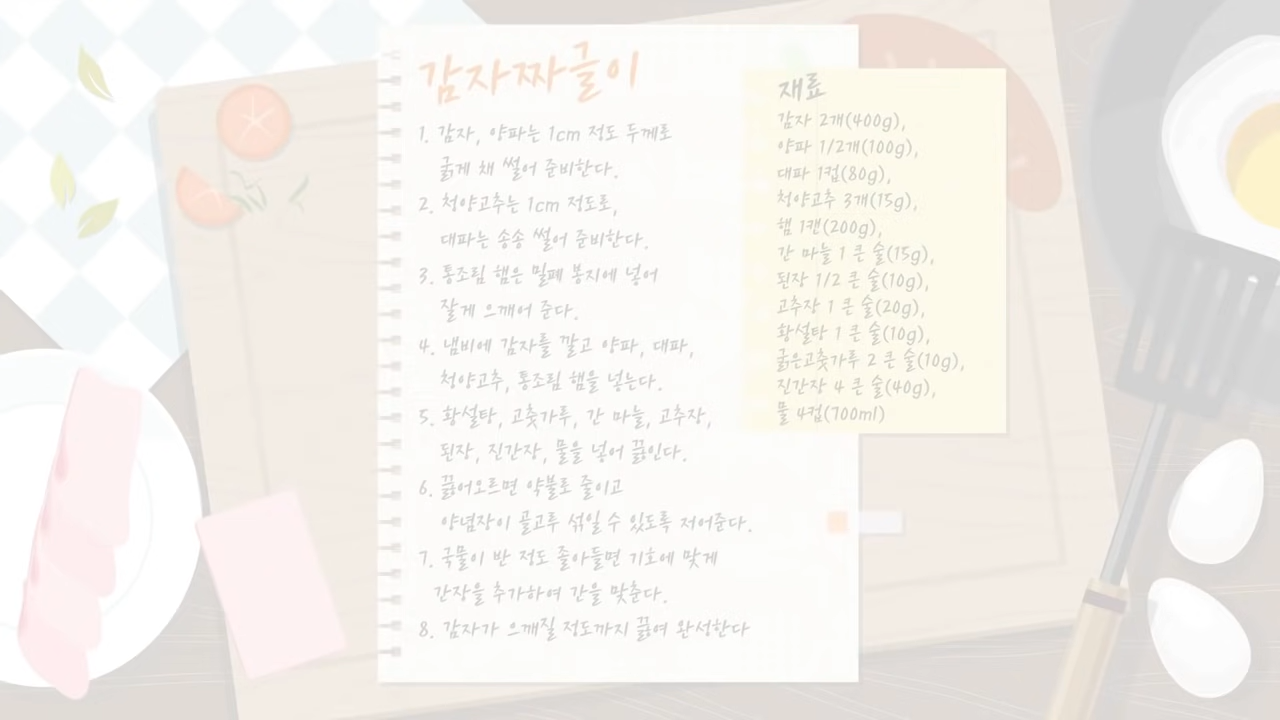 감자짜글이
1. 감자, 양파는 1cm 정도 두께로
굵게 채 썰어 준비한다.
2. 청양고추는 1cm 정도로,
대파는 송송 썰어 준비한다.
3. 통조림 햄은 밀폐 봉지에 넣어
잘게 으깨어 준다.
4. 냄비에 감자를 깔고 양파, 대파,
청양고추, 통조림 햄을 넣는다.
5. 황설탕, 고춧가루, 간 마늘, 고추장,
된장, 진간장, 물을 넣어 끓인다.
6. 끓어오르면 약불로 줄이고
양념장이 골고루 섞일 수 있도록 저어준다.
7. 국물이 반 정도 졸아들면 기호에 맞게
간장을 추가하여 간을 맞춘다.
8. 감자가 으깨질 정도까지 끓여 완성한다
재료
감자 2개(400g),
양파 1/2개(100g),
대파 1컵(80g),
청양고추 3개(15g),
햄 1캔(200g),
간 마늘 1 큰 술(15g),
된장 1/2 큰 술(10g),
고추장 1 큰 술(20g),
황설탕 1 큰 술(10g),
굵은고춧가루 2 큰 술(10g),
진간장 4 큰 술(40g),
물 4컵(700ml)